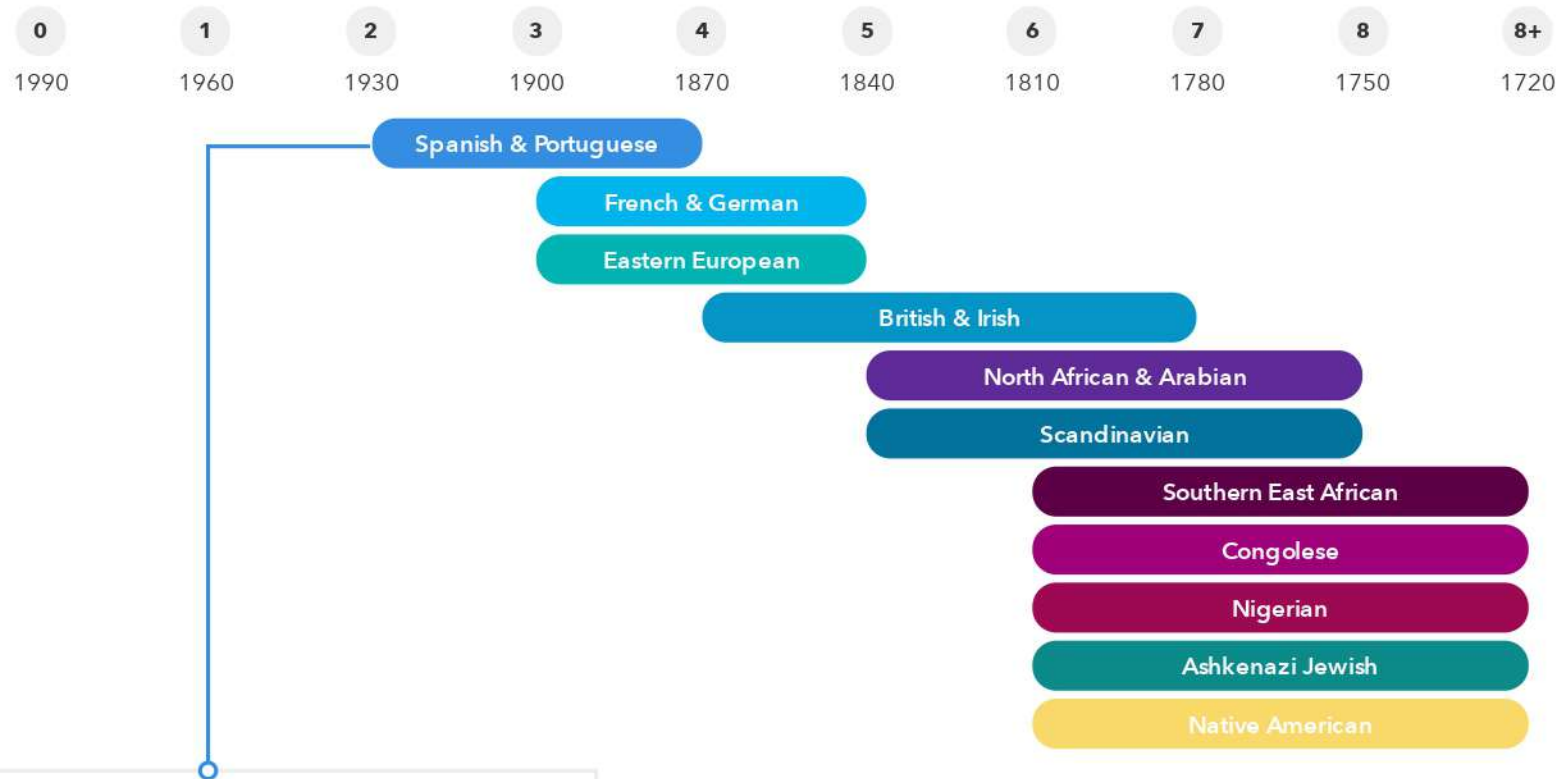 0 1 2 3 4 5 6 7 8 8+
1990 1960 1930 1900 1870 1840 1810 1780 1750 1720
Spanish & Portuguese
French & German
Eastern European
British & Irish
North African & Arabian
Scandinavian
Southern East African
Congolese
Nigerian
Ashkenazi Jewish
Native American